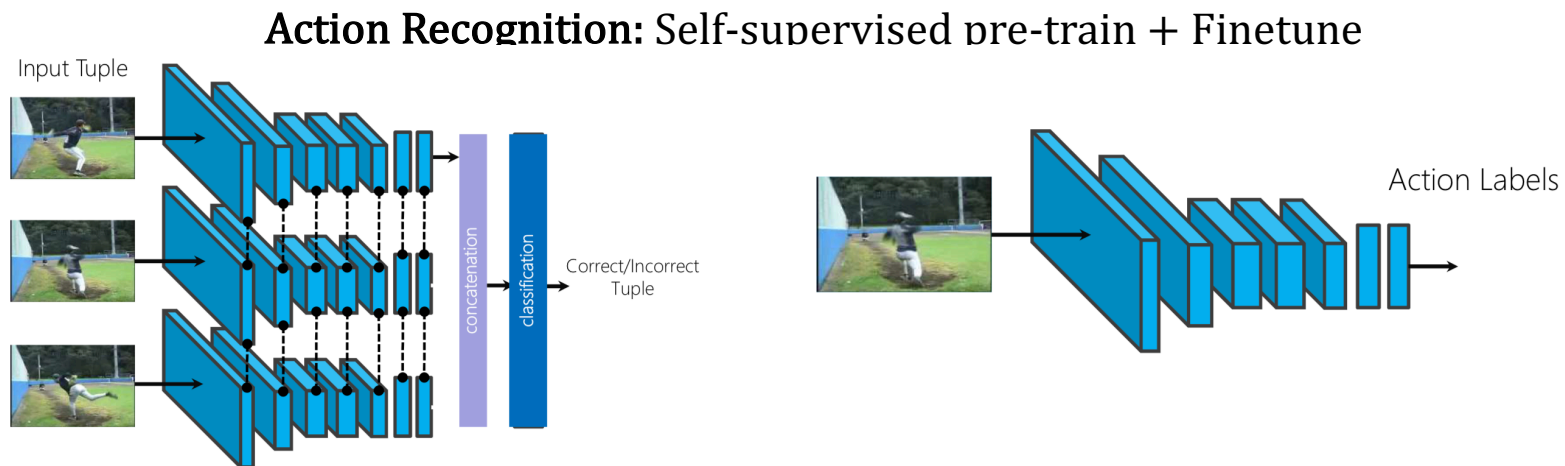 Action Recognition: Self-supervised pre-train + Finetune
Input Tuple
concatenation
classification
Correct/Incorrect
Tuple
Action Labels